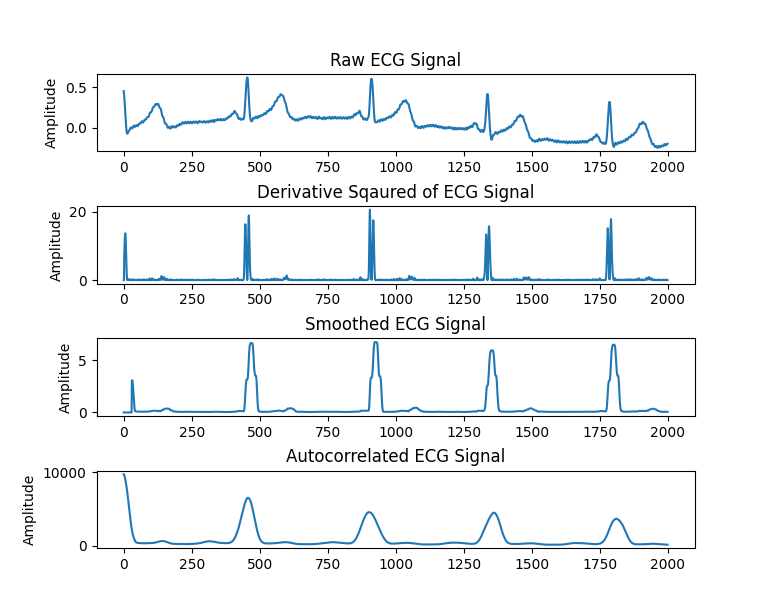 Raw ECG Signal
Amplitude
0.5
0.0
0 250 500 750 1000 1250 1500 1750 2000
Derivative Sqaured of ECG Signal
Amplitude
20
0
0 250 500 750 1000 1250 1500 1750 2000
Smoothed ECG Signal
Amplitude
5
0
0 250 500 750 1000 1250 1500 1750 2000
Autocorrelated ECG Signal
Amplitude
10000
0
0 250 500 750 1000 1250 1500 1750 2000